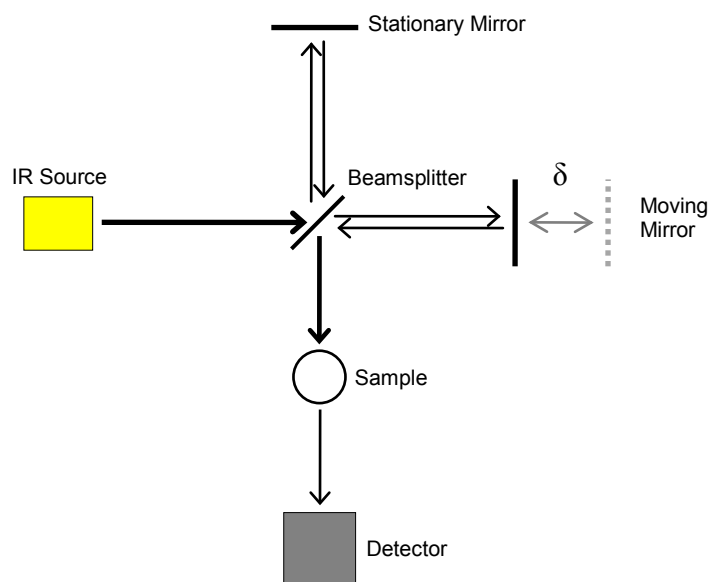 Stationary Mirror
IR Source
Beamsplitter
δ
Moving
Mirror
Sample
Detector